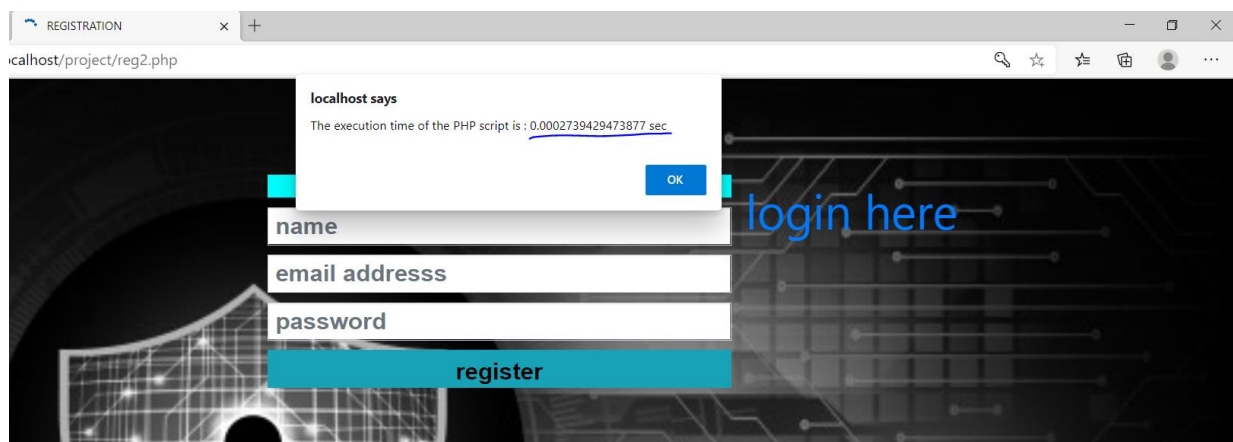 REGISTRATION
ocalhost/project/reg2.php
localhost says
The execution time of the PHP script is : 0.0002739429473877 sec
OK
login here
name
email addresss
password
register